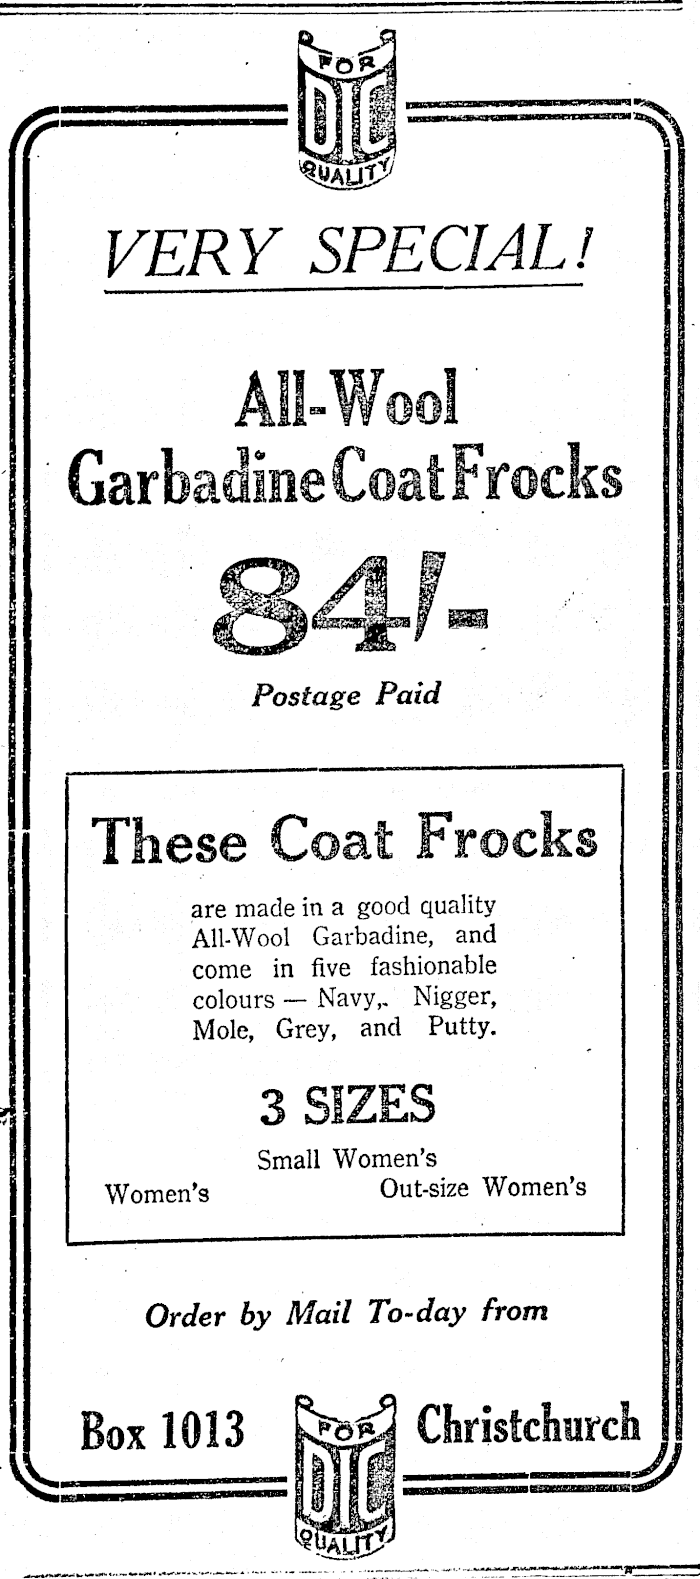 FOR
DIC
QUALITY
VERY SPECIAL!
All-Wool
Garbadine Coat Frocks
84/-
Postage Paid
These Coat Frocks
are made in a good quality
All-Wool Garbadine, and
come in five fashionable
colours — Navy,. Nigger,
Mole, Grey, and Putty.
3 SIZES
Small Women's
Women's Out-size Women's
Order by Mail To-day from
Box 1013
FOR
DIC
QUALITY
Christchurch